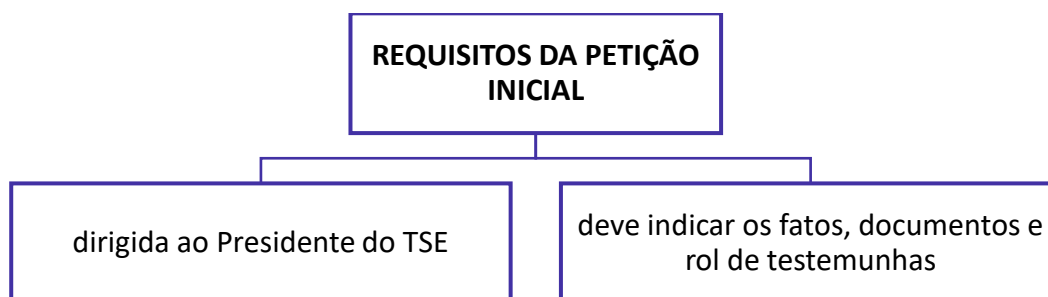 REQUISITOS DA PETIÇÃO
INICIAL
dirigida ao Presidente do TSE
deve indicar os fatos, documentos e
rol de testemunhas